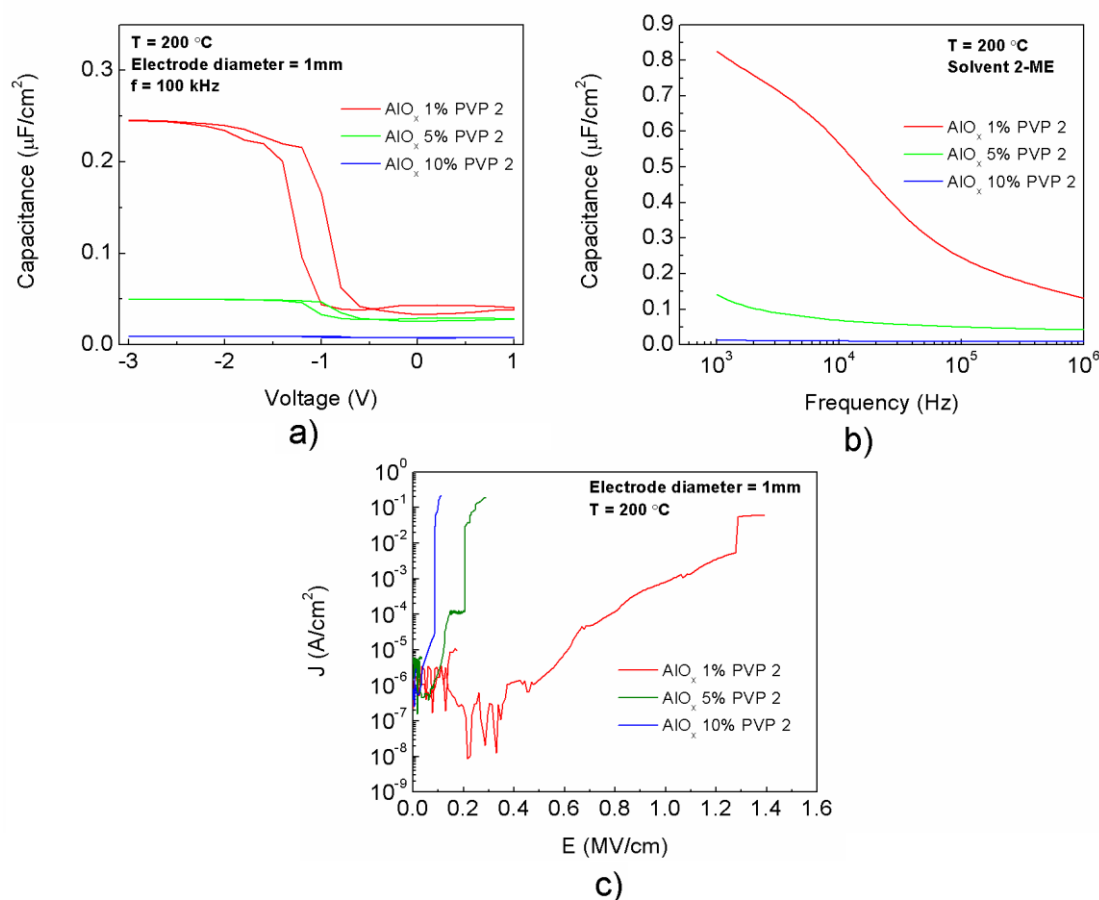 T = 200 °C
Electrode diameter = 1mm
f = 100 kHz
AlOx 1% PVP 2
AlOx 5% PVP 2
AlOx 10% PVP 2
0.3
0.2
0.1
0.0
Capacitance (μF/cm²)
-3
-2
-1
0
1
Voltage (V)
a)
T = 200 °C
Solvent 2-ME
AlOx 1% PVP 2
AlOx 5% PVP 2
AlOx 10% PVP 2
0.9
0.8
0.7
0.6
0.5
0.4
0.3
0.2
0.1
0.0
Capacitance (μF/cm²)
10³
10⁴
10⁵
10⁶
Frequency (Hz)
b)
Electrode diameter = 1mm
T = 200 °C
10⁰
10⁻¹
10⁻²
10⁻³
10⁻⁴
10⁻⁵
10⁻⁶
10⁻⁷
10⁻⁸
10⁻⁹
J (A/cm²)
AlOx 1% PVP 2
AlOx 5% PVP 2
AlOx 10% PVP 2
0.0
0.2
0.4
0.6
0.8
1.0
1.2
1.4
1.6
E (MV/cm)
c)